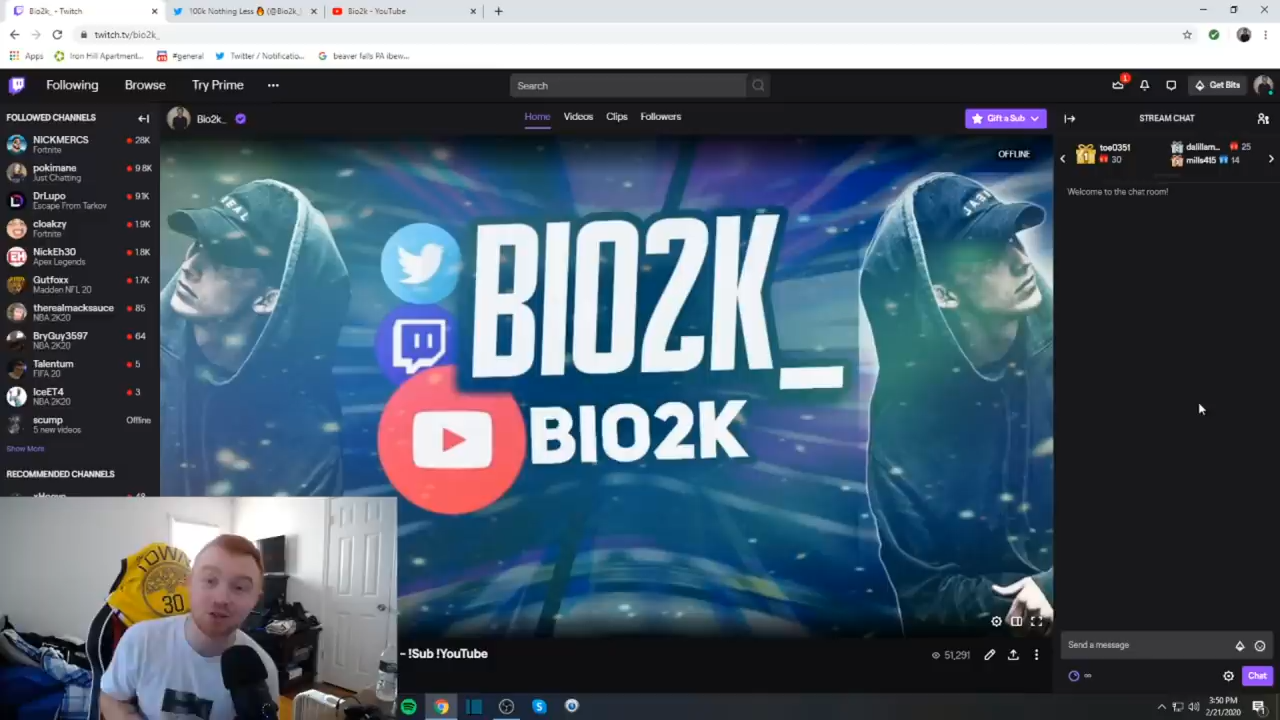 Bio2k_ - Twitch
100k Nothing Less🔥 (@Bio2k_
Bio2k - YouTube
twitch.tv/bio2k_
Apps
Iron Hill Apartment...
#general
Twitter / Notificatio...
beaver falls PA ibew...
Following
Browse
Try Prime
Search
1
Get Bits
FOLLOWED CHANNELS
NICKMERCS
28K
Fortnite
pokimane
9.8K
Just Chatting
DrLupo
9.1K
Escape From Tarkov
cloakzy
1.9K
Fortnite
NickEh30
1.8K
Apex Legends
Gutfoxx
1.7K
Madden NFL 20
therealmacksauce
85
NBA 2K20
BryGuy3597
64
NBA 2K20
Talentum
5
FIFA 20
IceET4
3
NBA 2K20
scump
Offline
5 new videos
Show More
RECOMMENDED CHANNELS
Bio2k_
Home
Videos
Clips
Followers
Gift a Sub
OFFLINE
BIO2K_
BIO2K
30
- !Sub !YouTube
51,291
STREAM CHAT
1
toe0351
30
dalillam...
25
mills415
14
Welcome to the chat room!
Send a message
∞
Chat
3:50 PM
2/21/2020